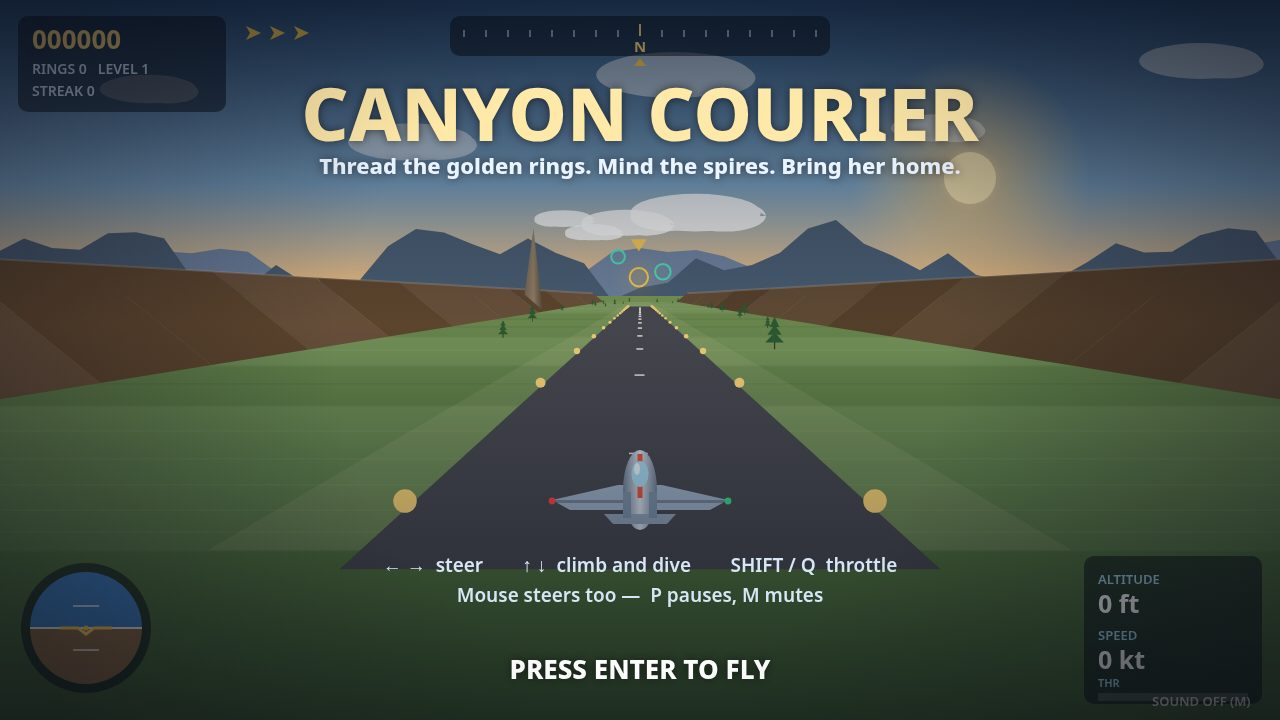 000000
RINGS 0 LEVEL 1
STREAK 0
N
CANYON COURIER
Thread the golden rings. Mind the spires. Bring her home.
← → steer ↑ ↓ climb and dive SHIFT / Q throttle
Mouse steers too — P pauses, M mutes
PRESS ENTER TO FLY
ALTITUDE
0 ft
SPEED
0 kt
THR
SOUND OFF (M)